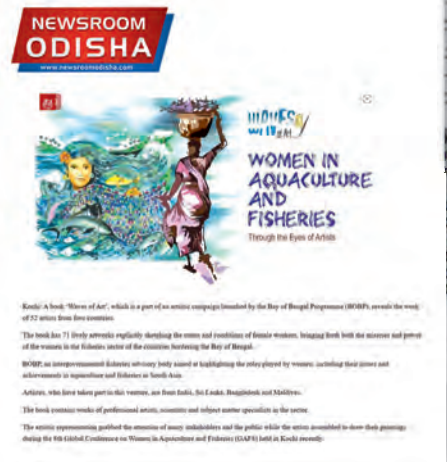 NEWSROOM
ODISHA
www.newsroomodisha.com
WAVES of
Art
WOMEN IN
AQUACULTURE
AND
FISHERIES
Through the Eyes of Artists
Kochi: A book 'Waves of Art', which is a part of an artistic campaign launched by the Bay of Bengal Programme (BOBP), reveals the work
of 52 artists from four countries.
The book has 71 lively artworks explicitly sketching the roles and conditions of female workers, bringing forth both the miseries and power
of the women in the fisheries sector of the countries bordering the Bay of Bengal.
BOBP, an intergovernmental fisheries advisory body aimed at highlighting the roles played by women, including their issues and
achievements in aquaculture and fisheries in South Asia.
Artistes, who have taken part in this venture, are from India, Sri Lanka, Bangladesh and Maldives.
The book contains works of professional artists, scientists and subject matter specialists in the sector.
The artistic representation grabbed the attention of many stakeholders and the public while the artists assembled to draw their paintings
during the 8th Global Conference on Women in Aquaculture and Fisheries (GAF8) held in Kochi recently.